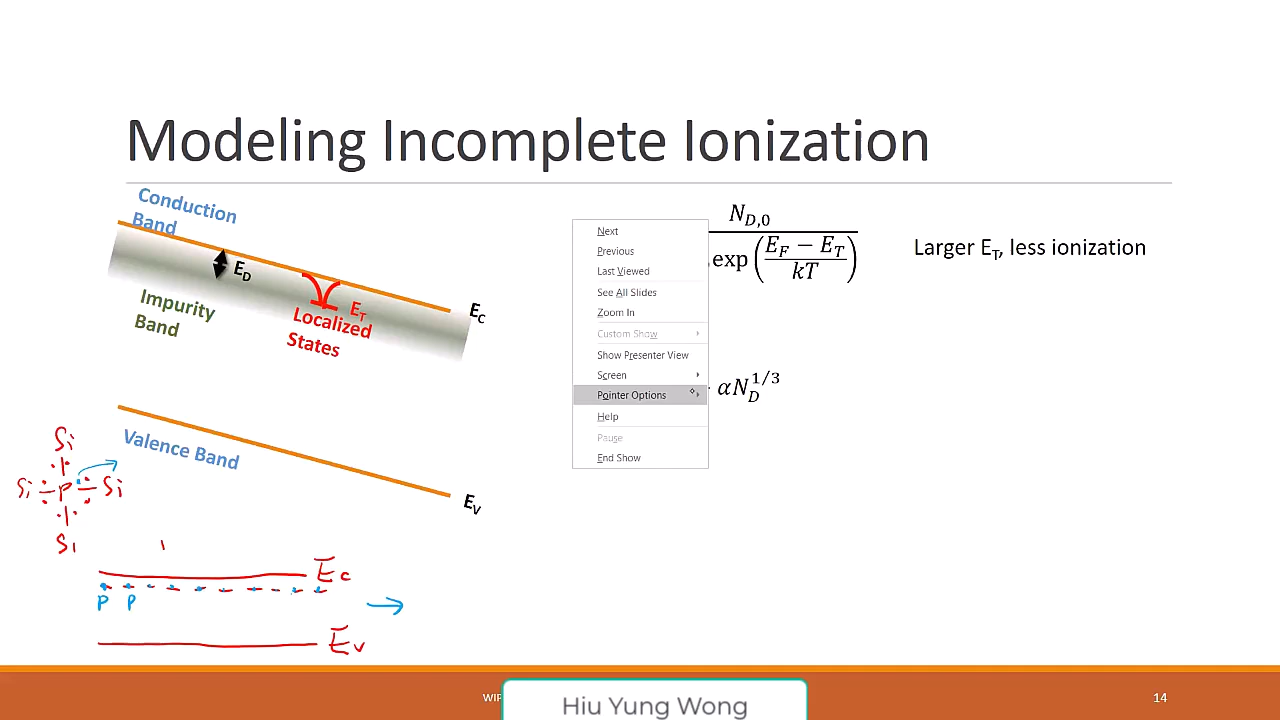 Modeling Incomplete Ionization
Conduction
Band
E_D
Impurity
Band
E_T
Localized
States
E_C
Valence Band
E_V
N_{D,0}
exp(E_F − E_T / kT)
Larger E_T, less ionization
αN_D^{1/3}
Next
Previous
Last Viewed
See All Slides
Zoom In
Custom Show
Show Presenter View
Screen
Pointer Options
Help
Pause
End Show
Si
Si P Si
Si
Ec
P P
Ev
Hiu Yung Wong
14